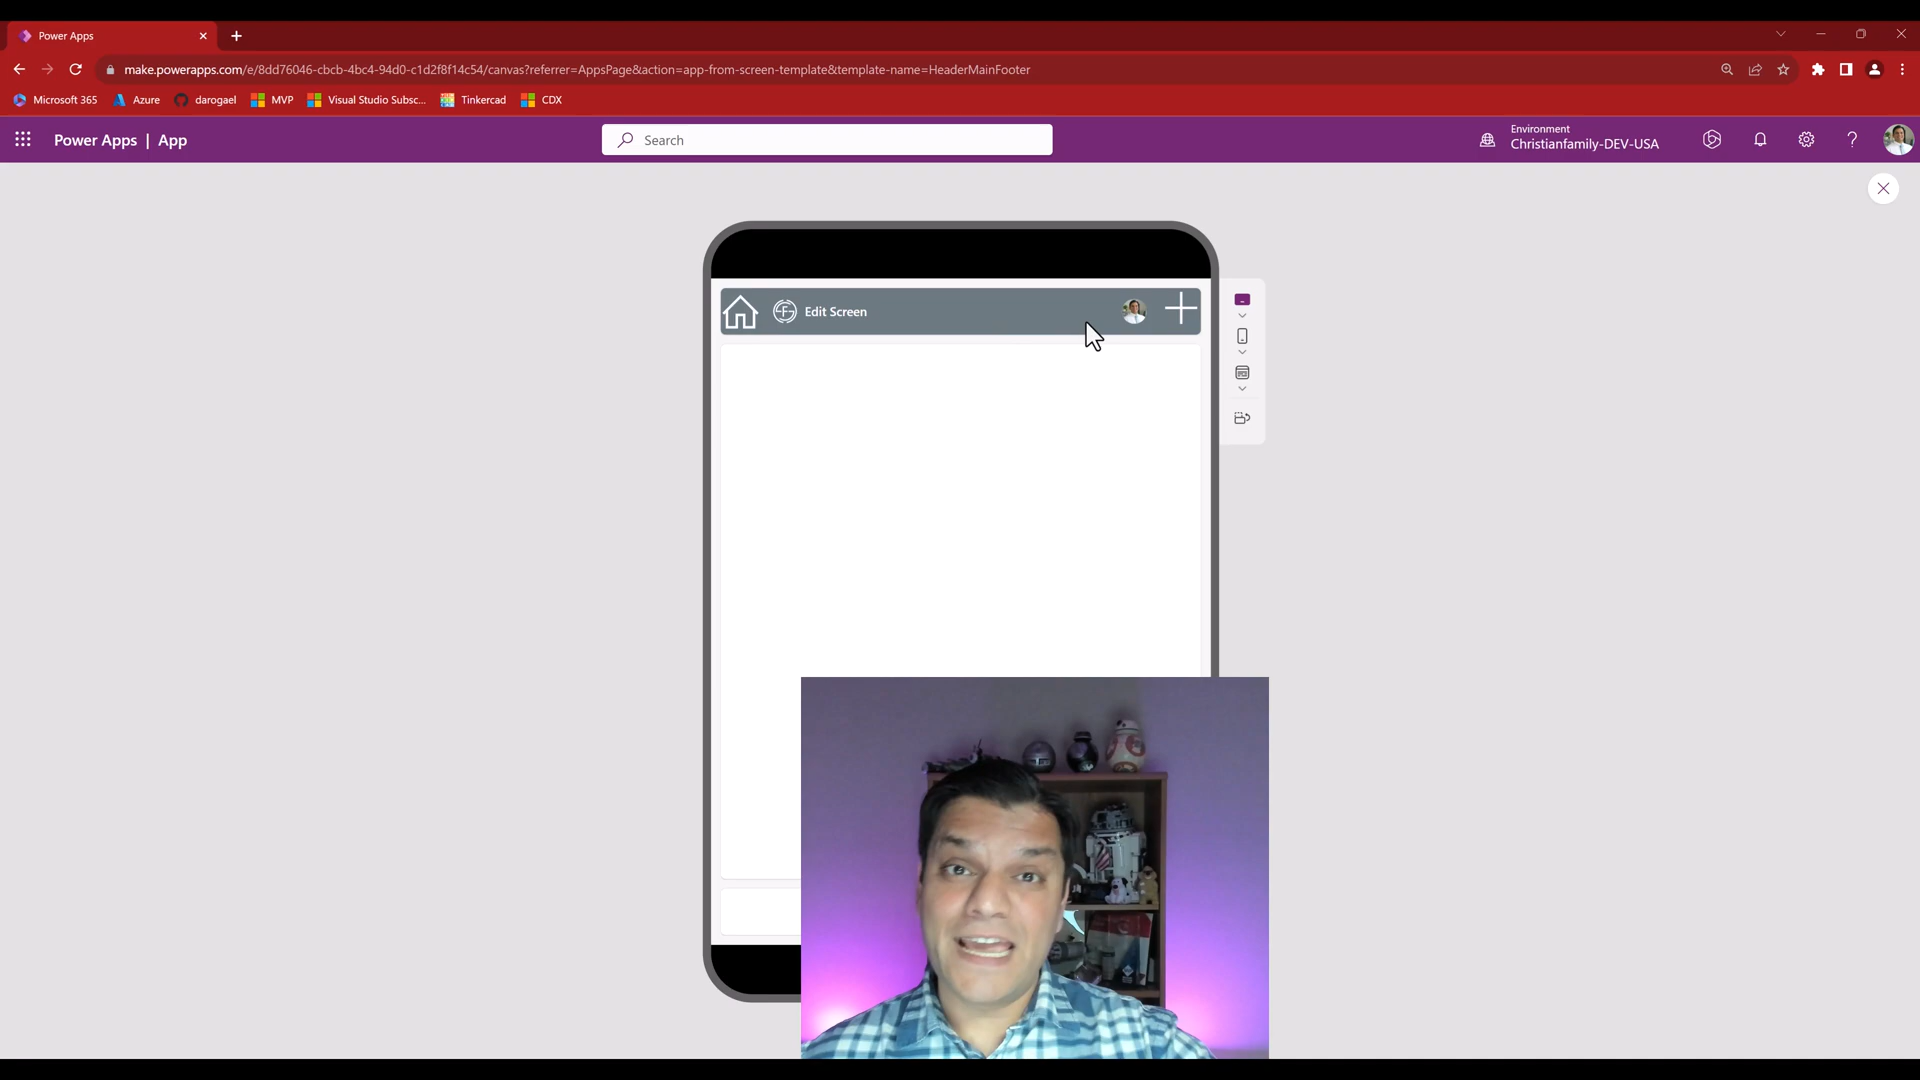 Power Apps
make.powerapps.com/e/8dd76046-cbcb-4bc4-94d0-c1d2f8f14c54/canvas?referrer=AppsPage&action=app-from-screen-template&template-name=HeaderMainFooter
Microsoft 365 Azure darogael MVP Visual Studio Subsc... Tinkercad CDX
Power Apps | App
Search
Environment
Christianfamily-DEV-USA
Edit Screen